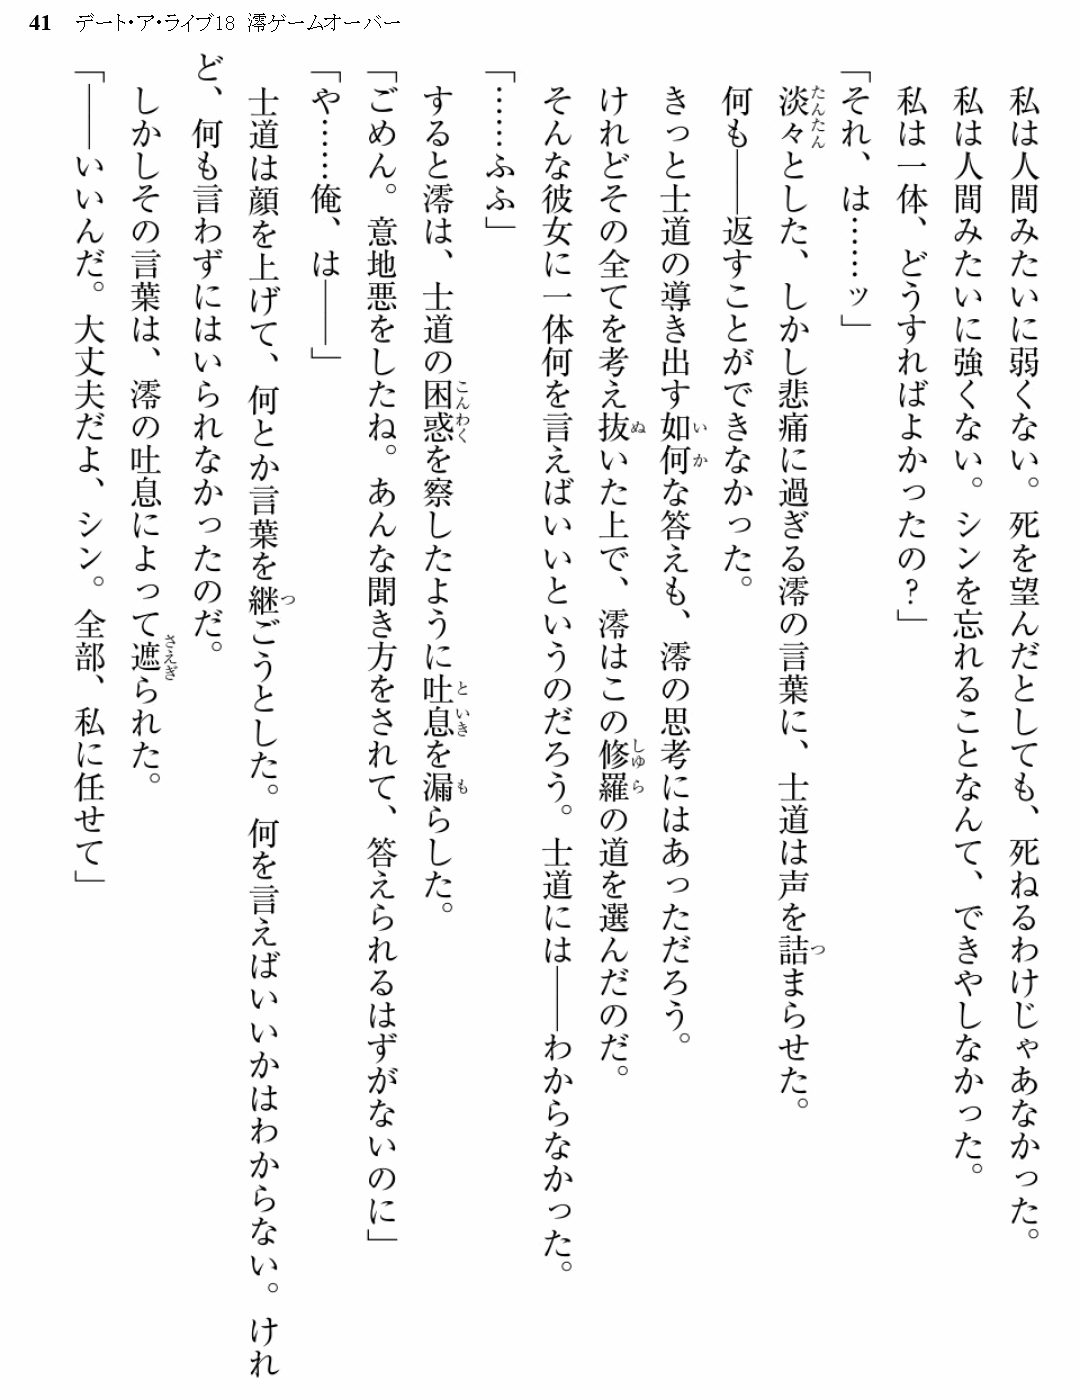 41 デート・ア・ライブ18 澪ゲームオーバー
私は人間みたいに弱くない。死を望んだとしても、死ねるわけじゃあなかった。
私は人間みたいに強くない。シンを忘れることなんて、できやしなかった。
私は一体、どうすればよかったの？」
「それ、は……ッ」
淡々とした、しかし悲痛に過ぎる澪の言葉に、士道は声を詰まらせた。
何も――返すことができなかった。
きっと士道の導き出す如何な答えも、澪の思考にはあっただろう。
けれどその全てを考え抜いた上で、澪はこの修羅の道を選んだのだ。
そんな彼女に一体何を言えばいいというのだろう。士道には――わからなかった。
「……ふふ」
すると澪は、士道の困惑を察したように吐息を漏らした。
「ごめん。意地悪をしたね。あんな聞き方をされて、答えられるはずがないのに」
「や……俺、は――」
士道は顔を上げて、何とか言葉を継ごうとした。何を言えばいいかはわからない。けれ
ど、何も言わずにはいられなかったのだ。
しかしその言葉は、澪の吐息によって遮られた。
「――いいんだ。大丈夫だよ、シン。全部、私に任せて」